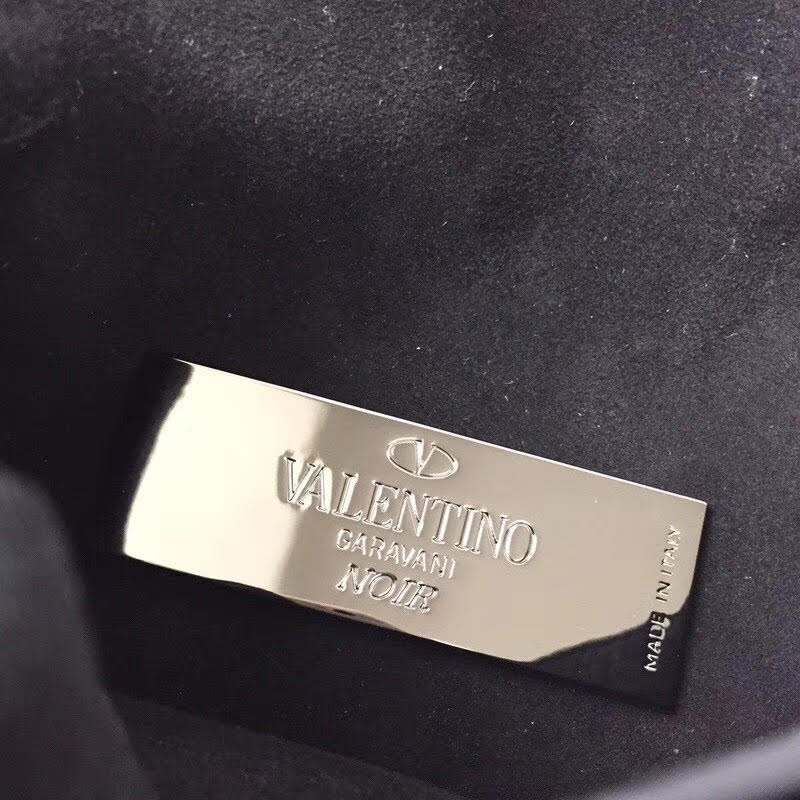 V
VALENTINO
GARAVANI
NOIR
MADE IN ITALY